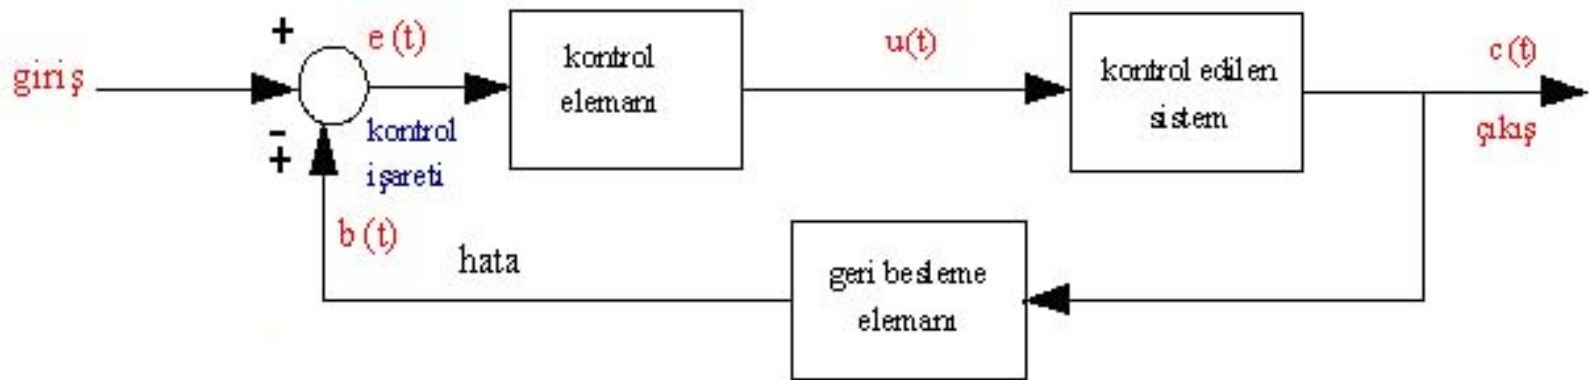 +
e (t)
giriş
kontrol
elemanı
u(t)
kontrol edilen
sistem
c (t)
çıkış
-
+
kontrol
işareti
b (t)
hata
geri besleme
elemanı